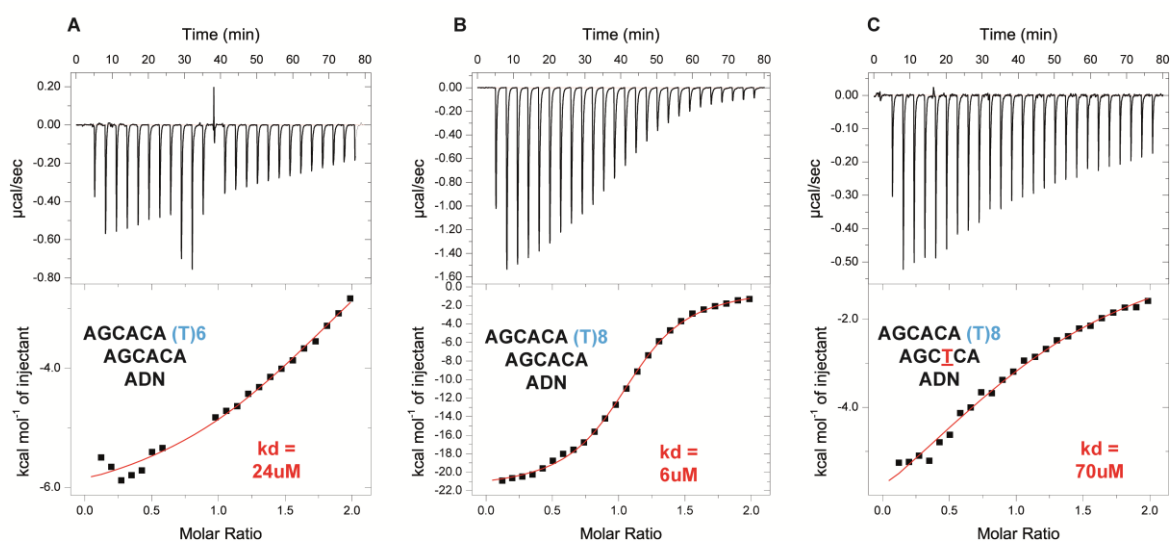 A
Time (min)
0 10 20 30 40 50 60 70 80
0.20
0.00
-0.20
-0.40
-0.60
-0.80
µcal/sec
-4.0
-6.0
kcal mol⁻¹ of injectant
AGCACA (T)6
AGCACA
ADN
kd =
24uM
0.0 0.5 1.0 1.5 2.0
Molar Ratio
B
Time (min)
0 10 20 30 40 50 60 70 80
0.00
-0.20
-0.40
-0.60
-0.80
-1.00
-1.20
-1.40
-1.60
µcal/sec
0.0
-2.0
-4.0
-6.0
-8.0
-10.0
-12.0
-14.0
-16.0
-18.0
-20.0
-22.0
kcal mol⁻¹ of injectant
AGCACA (T)8
AGCACA
ADN
kd =
6uM
0.0 0.5 1.0 1.5 2.0
Molar Ratio
C
Time (min)
0 10 20 30 40 50 60 70 80
0.00
-0.10
-0.20
-0.30
-0.40
-0.50
µcal/sec
-2.0
-4.0
kcal mol⁻¹ of injectant
AGCACA (T)8
AGCTCA
ADN
kd =
70uM
0.0 0.5 1.0 1.5 2.0
Molar Ratio